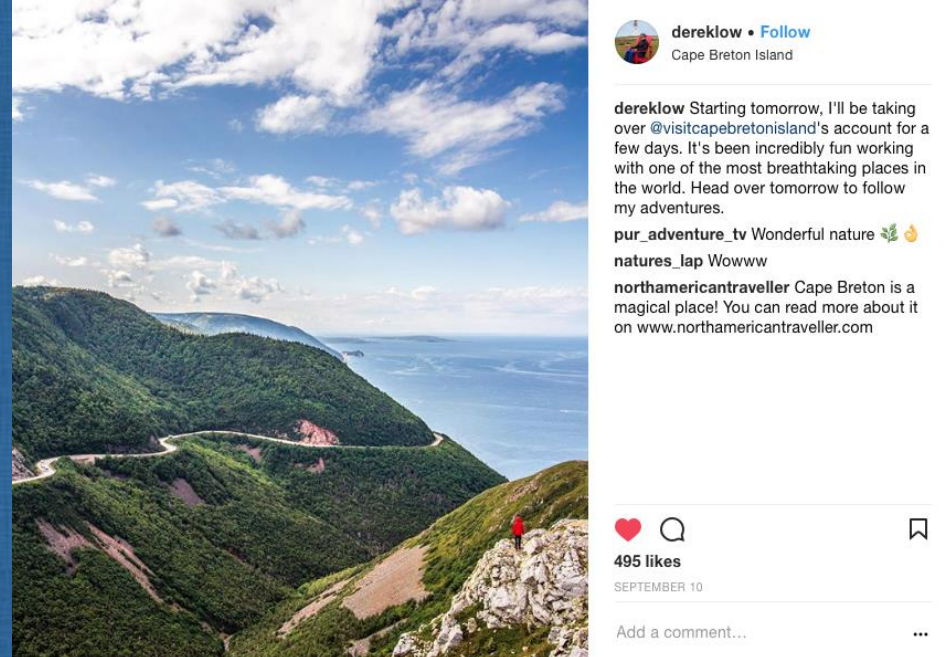 dereklow • Follow
Cape Breton Island
dereklow Starting tomorrow, I'll be taking
over @visitcapebretonisland's account for a
few days. It's been incredibly fun working
with one of the most breathtaking places in
the world. Head over tomorrow to follow
my adventures.
pur_adventure_tv Wonderful nature 🌿 👌
natures_lap Wowww
northamericantraveller Cape Breton is a
magical place! You can read more about it
on www.northamericantraveller.com
495 likes
SEPTEMBER 10
Add a comment...